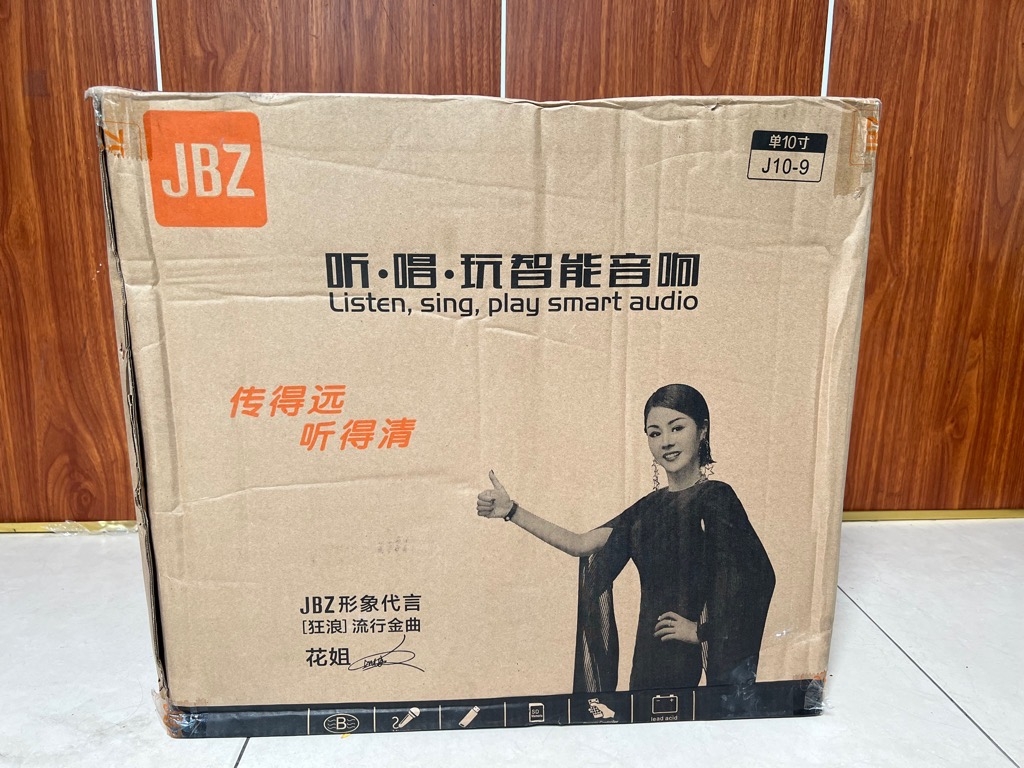 JBZ
单10寸
J10-9
听·唱·玩智能音响
Listen, sing, play smart audio
传得远
听得清
JBZ形象代言
[狂浪]流行金曲
花姐
B
SD
lead acid